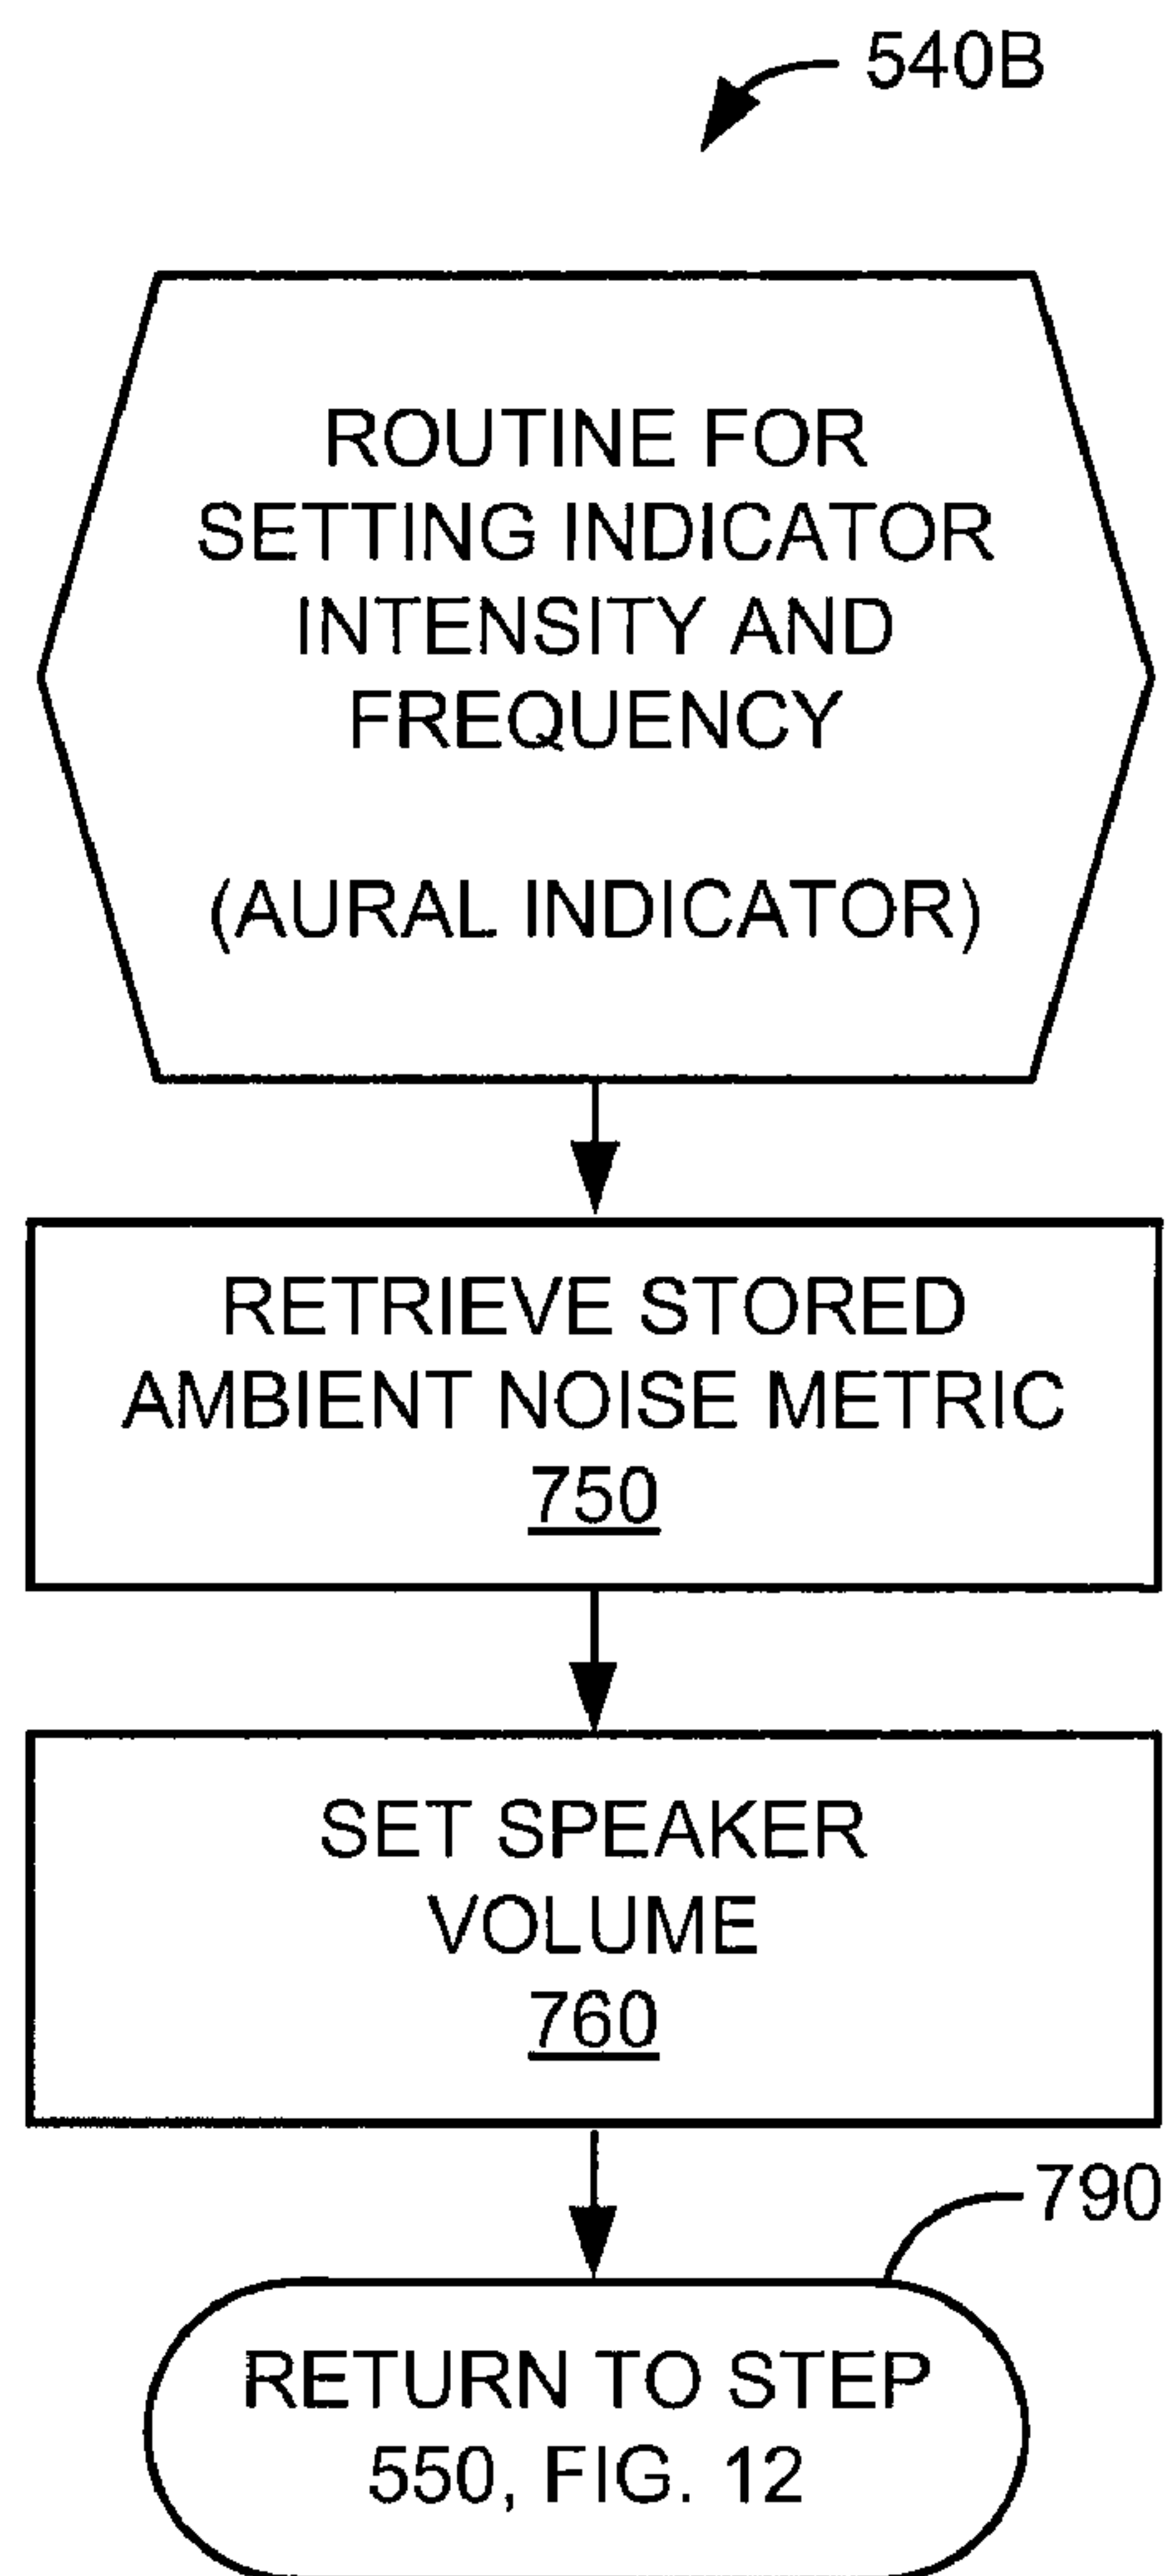 540B
ROUTINE FOR
SETTING INDICATOR
INTENSITY AND
FREQUENCY
(AURAL INDICATOR)
RETRIEVE STORED
AMBIENT NOISE METRIC
750
SET SPEAKER
VOLUME
760
790
RETURN TO STEP
550, FIG. 12